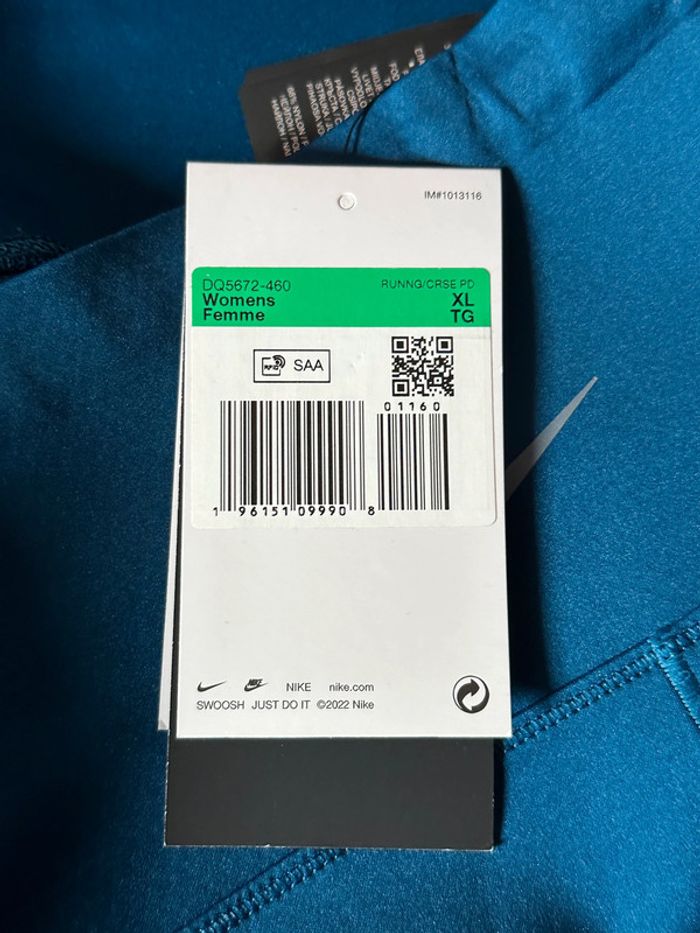 IM#1013116
DQ5672-460 RUNNG/CRSE PD
Womens XL
Femme TG
RFID SAA
01160
1 96151 09990 8
NIKE nike.com
SWOOSH JUST DO IT ©2022 Nike